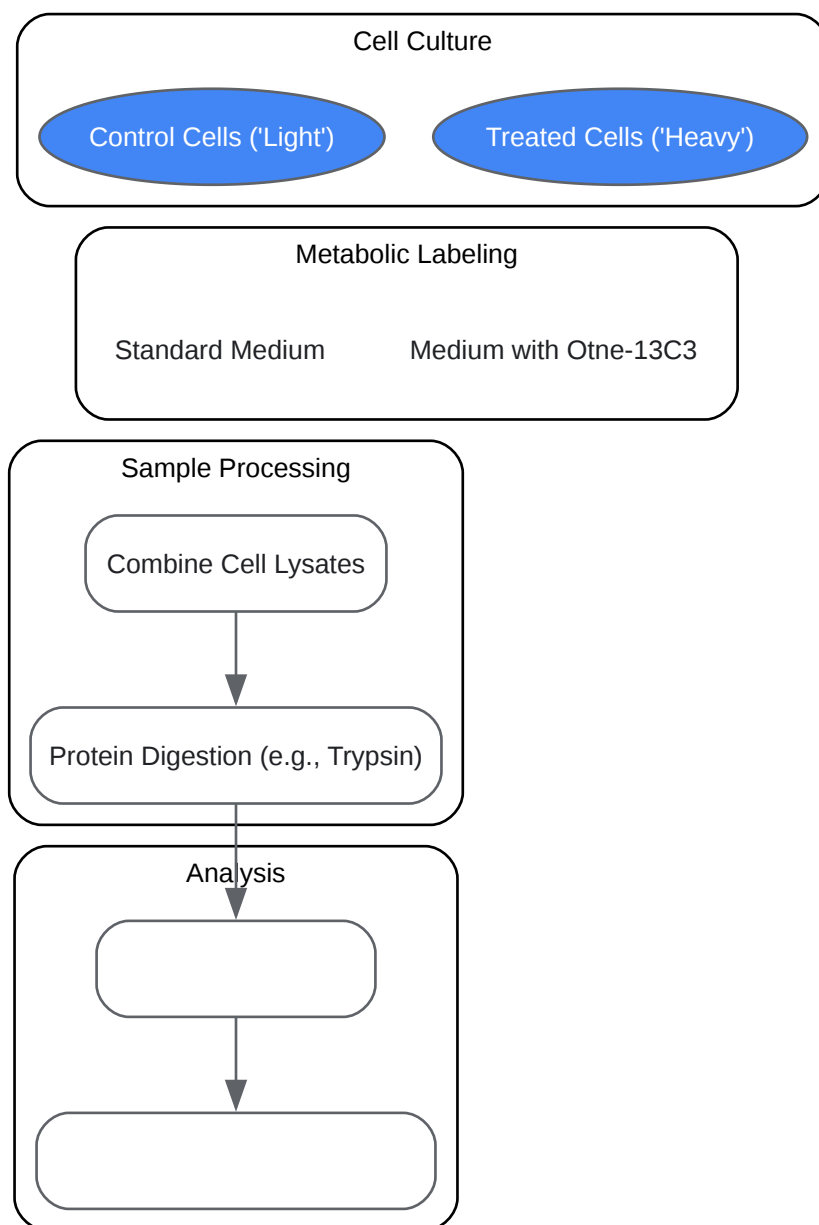 Cell Culture
Control Cells ('Light')
Treated Cells ('Heavy')
Metabolic Labeling
Standard Medium
Medium with Otne-13C3
Sample Processing
Combine Cell Lysates
Protein Digestion (e.g., Trypsin)
Analysis